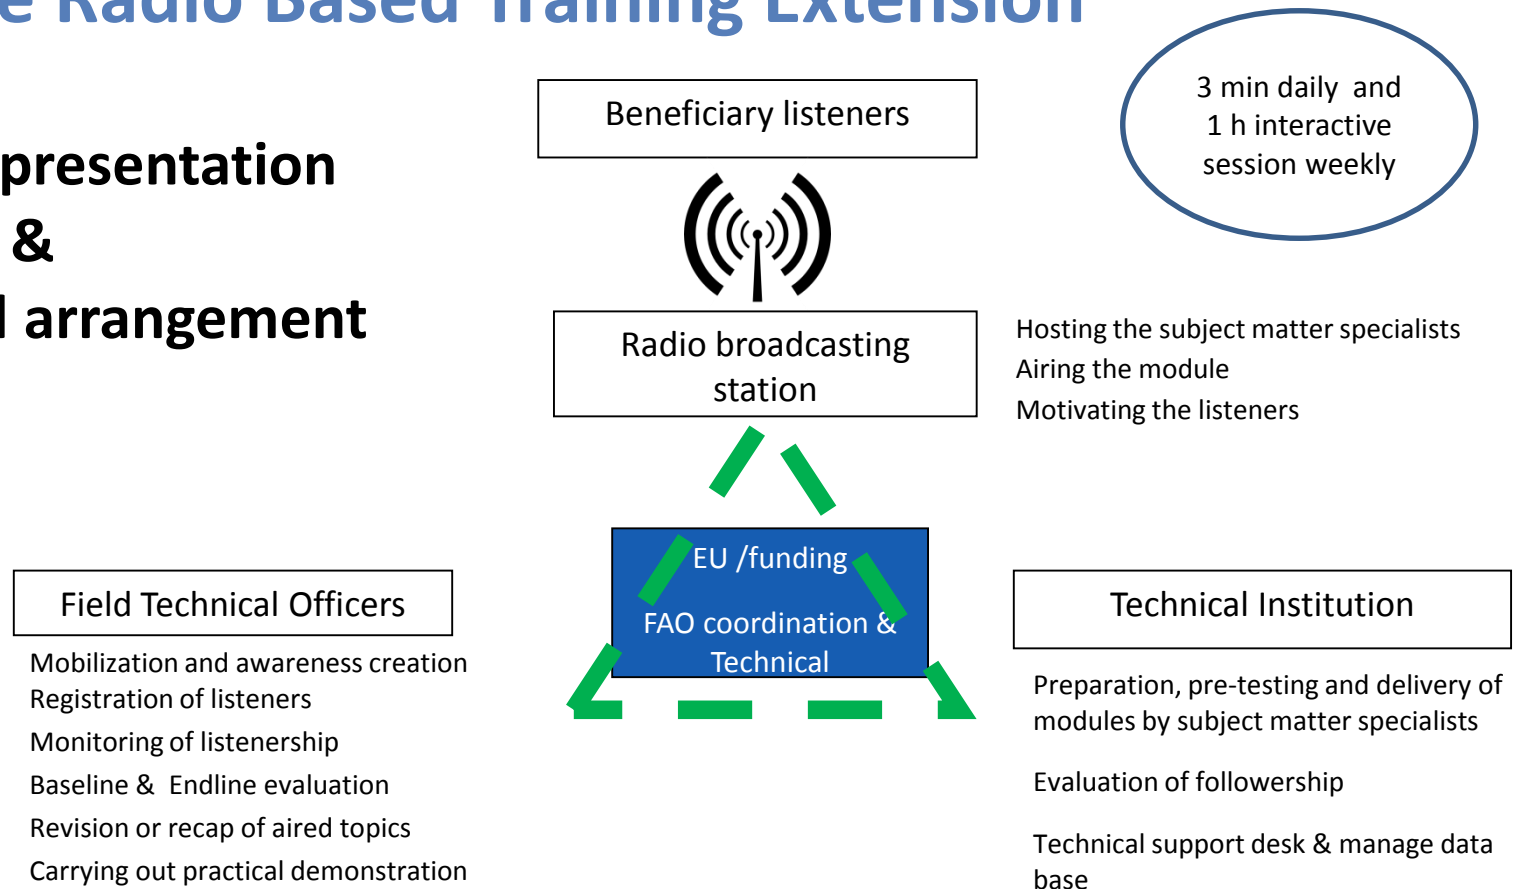 e Radio Based Training Extension
presentation
&
l arrangement
Beneficiary listeners
3 min daily and
1 h interactive
session weekly
Radio broadcasting
station
Hosting the subject matter specialists
Airing the module
Motivating the listeners
EU /funding
FAO coordination &
Technical
Field Technical Officers
Mobilization and awareness creation
Registration of listeners
Monitoring of listenership
Baseline & Endline evaluation
Revision or recap of aired topics
Carrying out practical demonstration
Technical Institution
Preparation, pre-testing and delivery of
modules by subject matter specialists
Evaluation of followership
Technical support desk & manage data
base